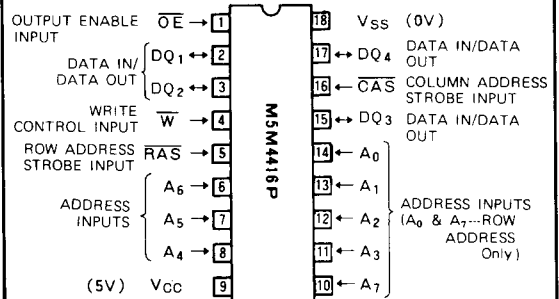 OUTPUT ENABLE INPUT O̅E̅ → 1
DATA IN/ DATA OUT
DQ1 ↔ 2
DQ2 ↔ 3
WRITE CONTROL INPUT W̅ → 4
ROW ADDRESS STROBE INPUT R̅A̅S̅ → 5
ADDRESS INPUTS
A6 → 6
A5 → 7
A4 → 8
(5V) VCC 9
M5M4416P
18 VSS (0V)
17 ↔ DQ4 DATA IN/DATA OUT
16 ← C̅A̅S̅ COLUMN ADDRESS STROBE INPUT
15 ↔ DQ3 DATA IN/DATA OUT
14 ← A0
13 ← A1
12 ← A2
11 ← A3
10 ← A7
ADDRESS INPUTS
(A0 & A7---ROW
ADDRESS
Only)